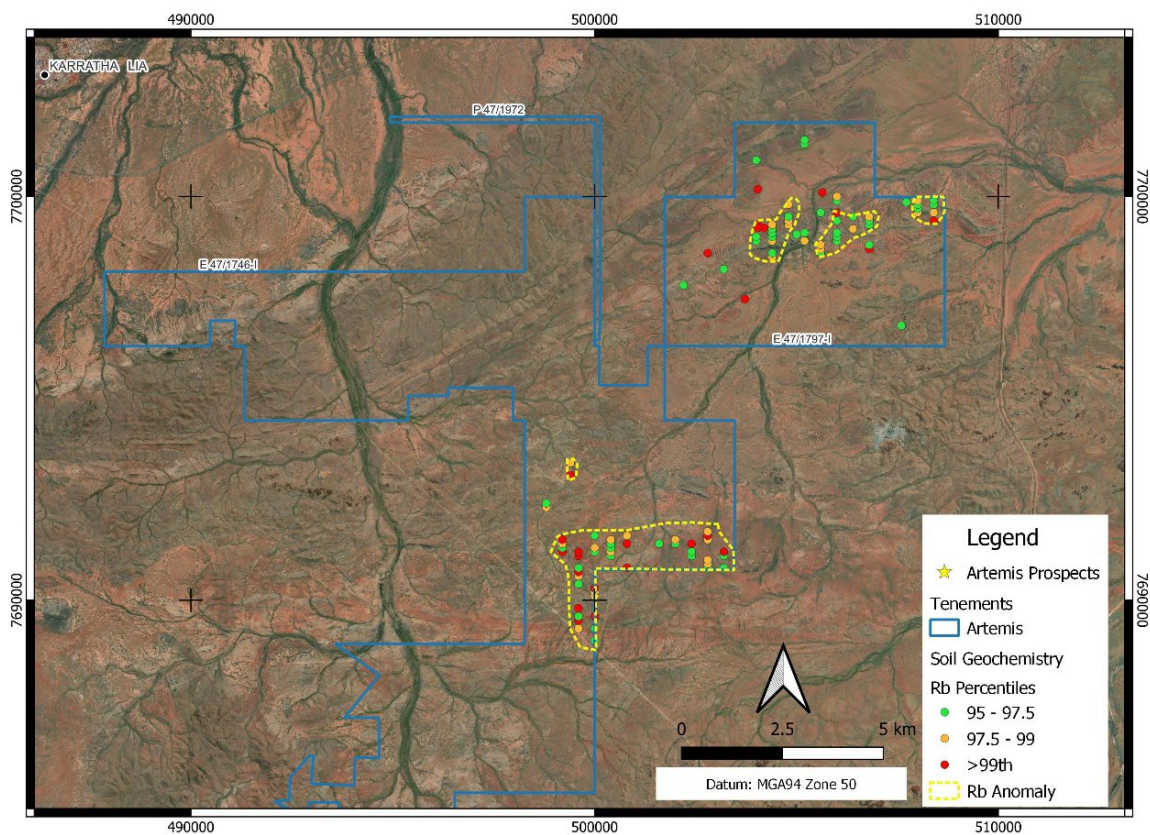 490000
500000
510000
KARRATHA LIA
P 47/1972
7700000
7700000
E 47/1746-I
E 47/1797-I
7690000
7690000
Legend
Artemis Prospects
Tenements
Artemis
Soil Geochemistry
Rb Percentiles
95 - 97.5
97.5 - 99
>99th
Rb Anomaly
0 2.5 5 km
Datum: MGA94 Zone 50
490000
500000
510000